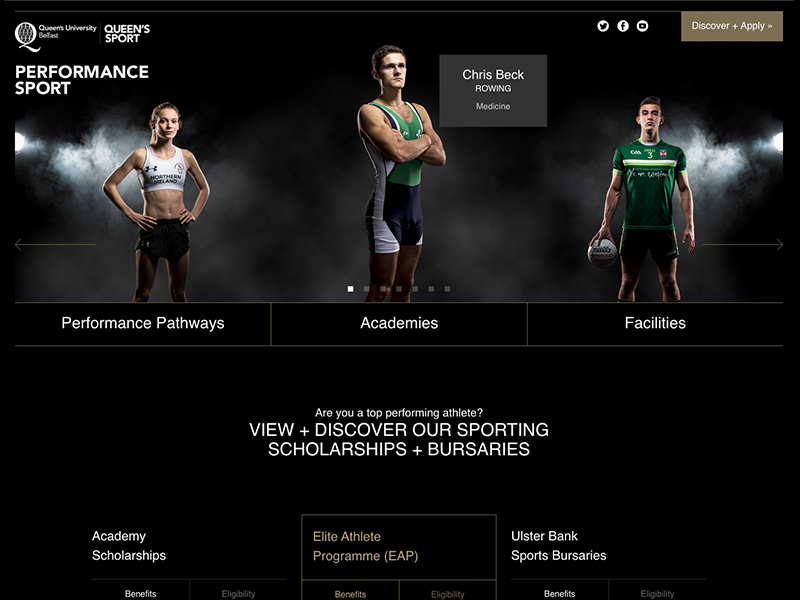 Queen's University
Belfast
QUEEN'S
SPORT
Discover + Apply »
PERFORMANCE
SPORT
Chris Beck
ROWING
Medicine
NORTHERN
IRELAND
3
Performance Pathways
Academies
Facilities
Are you a top performing athlete?
VIEW + DISCOVER OUR SPORTING
SCHOLARSHIPS + BURSARIES
Academy
Scholarships
Elite Athlete
Programme (EAP)
Ulster Bank
Sports Bursaries
Benefits
Eligibility
Benefits
Eligibility
Benefits
Eligibility